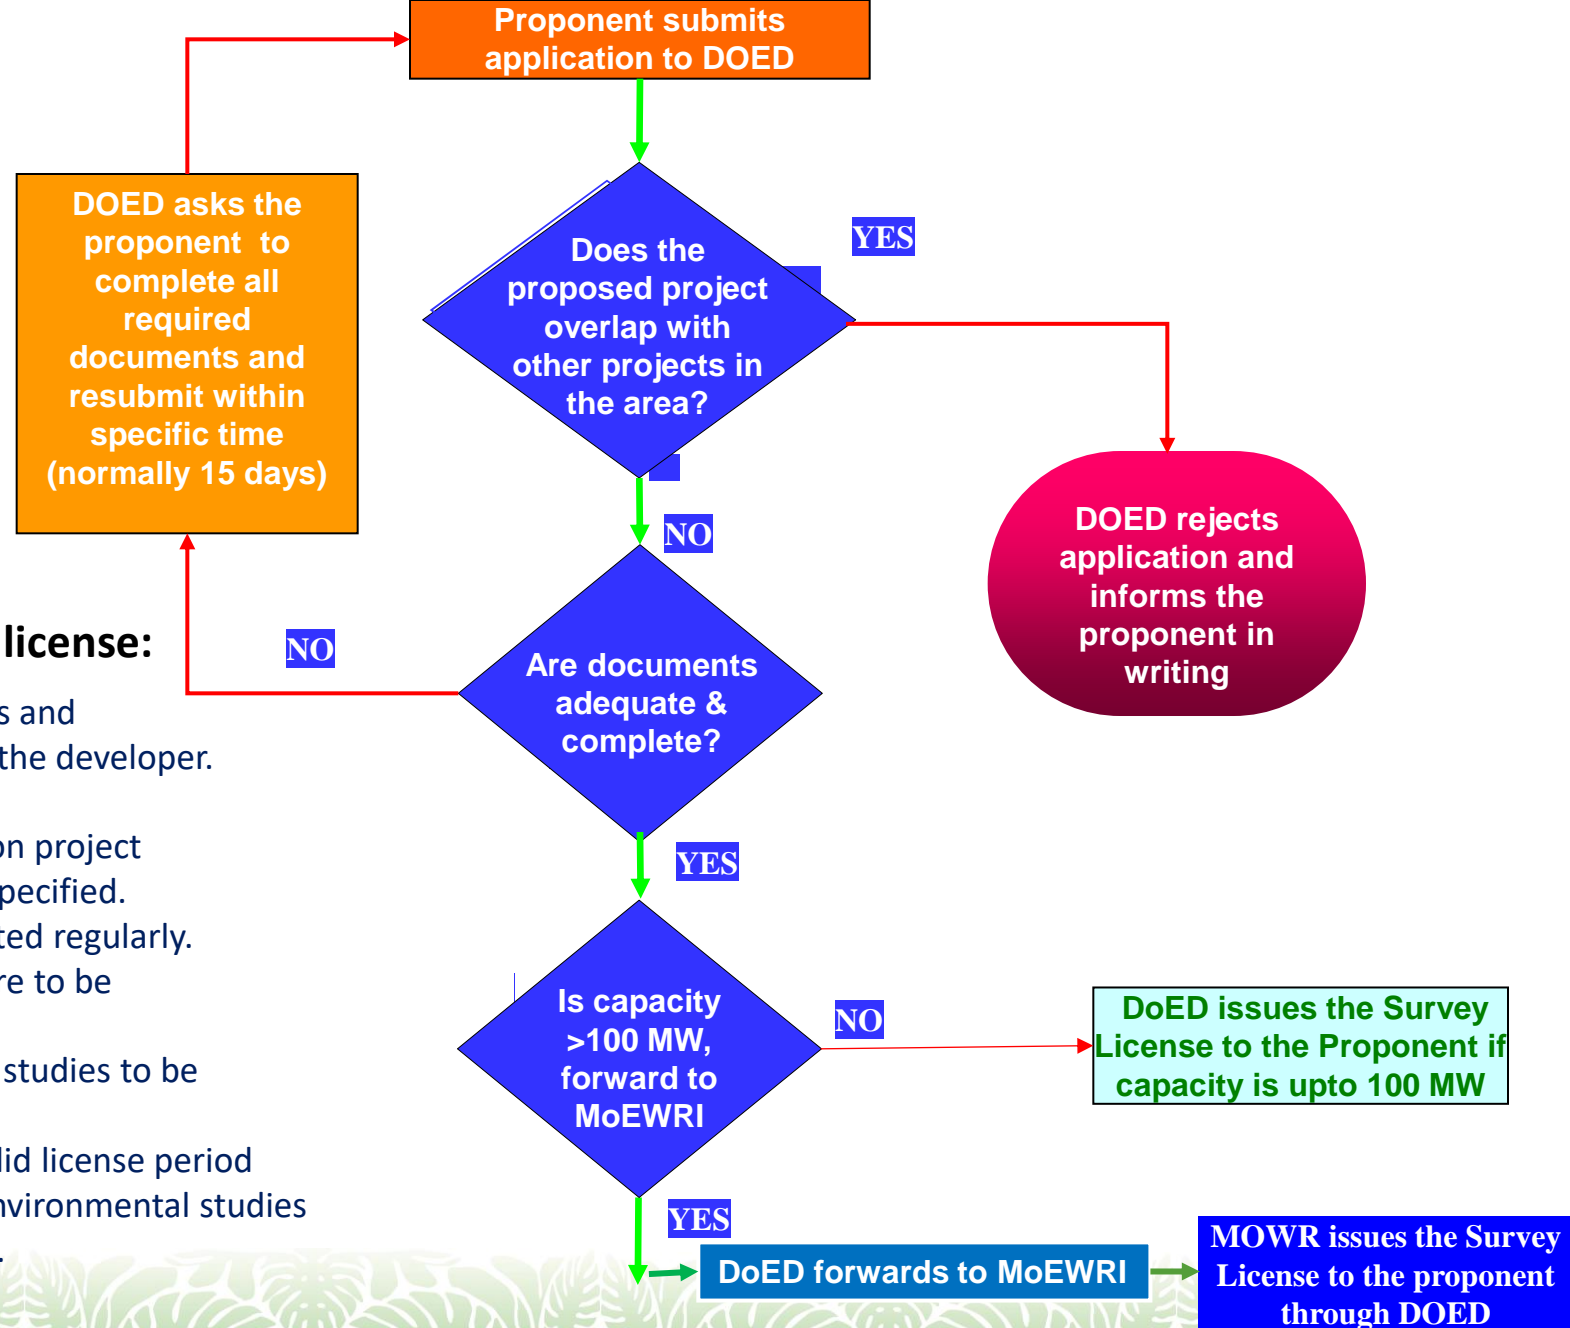 Proponent submits
application to DOED
DOED asks the
proponent to
complete all
required
documents and
resubmit within
specific time
(normally 15 days)
Does the
proposed project
overlap with
other projects in
the area?
YES
NO
DOED rejects
application and
informs the
proponent in
writing
Are documents
adequate &
complete?
NO
YES
license:
s and
the developer.
on project
pecified.
ted regularly.
re to be
studies to be
lid license period
nvironmental studies
.
Is capacity
>100 MW,
forward to
MoEWRI
NO
DoED issues the Survey
License to the Proponent if
capacity is upto 100 MW
YES
DoED forwards to MoEWRI
MOWR issues the Survey
License to the proponent
through DOED